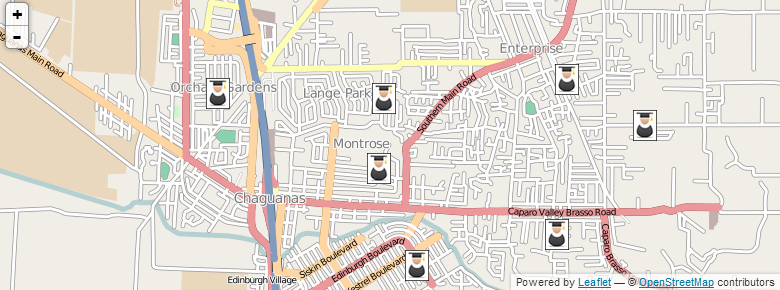 +
-
Enterprise
Main Road
Orchard Gardens
Lange Park
Southern Main Road
Montrose
Chaguanas
Caparo Valley Brasso Road
Caparo Brasso
Siskin Boulevard
Edinburgh Boulevard
Kestrel Boulevard
Edinburgh Village
Powered by Leaflet — © OpenStreetMap contributors